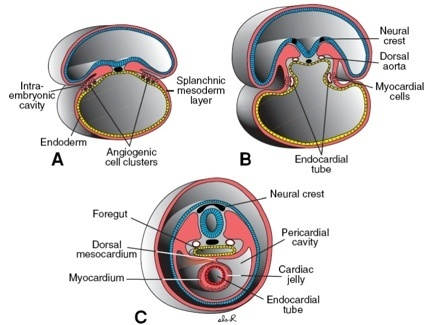 Intra-
embryonic
cavity
Endoderm
Angiogenic
cell clusters
Splanchnic
mesoderm
layer
A
Neural
crest
Dorsal
aorta
Myocardial
cells
Endocardial
tube
B
Neural crest
Foregut
Pericardial
cavity
Dorsal
mesocardium
Cardiac
jelly
Myocardium
Endocardial
tube
C